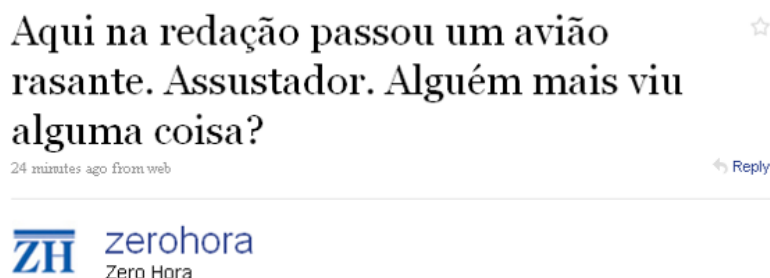 Aqui na redação passou um avião
rasante. Assustador. Alguém mais viu
alguma coisa?
24 minutes ago from web
Reply
ZH
zerohora
Zero Hora